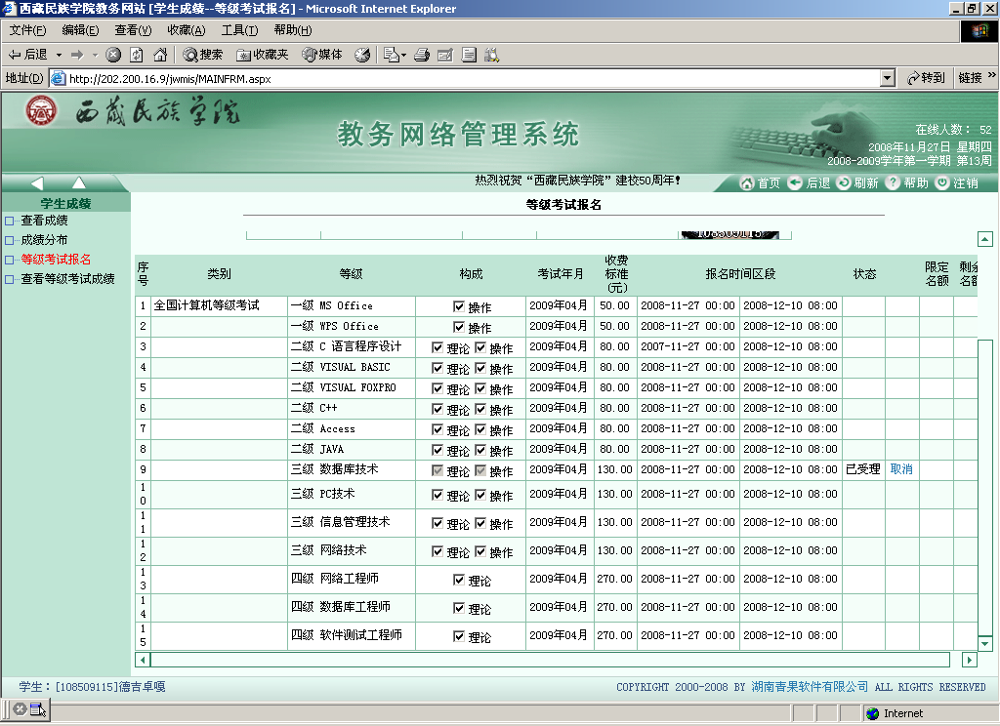 西藏民族学院教务网站 [学生成绩--等级考试报名] - Microsoft Internet Explorer
文件(F) 编辑(E) 查看(V) 收藏(A) 工具(T) 帮助(H)
后退 搜索 收藏夹 媒体
地址(D) http://202.200.16.9/jwmis/MAINFRM.aspx 转到 链接 »
西藏民族学院
教务网络管理系统
在线人数: 52
2008年11月27日 星期四
2008-2009学年第一学期 第13周
热烈祝贺“西藏民族学院”建校50周年! 首页 后退 刷新 帮助 注销
学生成绩
查看成绩
成绩分布
等级考试报名
查看等级考试成绩
等级考试报名
108509115
序号 类别 等级 构成 考试年月 收费标准(元) 报名时间区段 状态 限定名额 剩余名额
1 全国计算机等级考试 一级 MS Office 操作 2009年04月 50.00 2008-11-27 00:00 2008-12-10 08:00
2 一级 WPS Office 操作 2009年04月 50.00 2008-11-27 00:00 2008-12-10 08:00
3 二级 C 语言程序设计 理论 操作 2009年04月 80.00 2007-11-27 00:00 2008-12-10 08:00
4 二级 VISUAL BASIC 理论 操作 2009年04月 80.00 2008-11-27 00:00 2008-12-10 08:00
5 二级 VISUAL FOXPRO 理论 操作 2009年04月 80.00 2008-11-27 00:00 2008-12-10 08:00
6 二级 C++ 理论 操作 2009年04月 80.00 2008-11-27 00:00 2008-12-10 08:00
7 二级 Access 理论 操作 2009年04月 80.00 2008-11-27 00:00 2008-12-10 08:00
8 二级 JAVA 理论 操作 2009年04月 80.00 2008-11-27 00:00 2008-12-10 08:00
9 三级 数据库技术 理论 操作 2009年04月 130.00 2008-11-27 00:00 2008-12-10 08:00 已受理 取消
10 三级 PC技术 理论 操作 2009年04月 130.00 2008-11-27 00:00 2008-12-10 08:00
11 三级 信息管理技术 理论 操作 2009年04月 130.00 2008-11-27 00:00 2008-12-10 08:00
12 三级 网络技术 理论 操作 2009年04月 130.00 2008-11-27 00:00 2008-12-10 08:00
13 四级 网络工程师 理论 2009年04月 270.00 2008-11-27 00:00 2008-12-10 08:00
14 四级 数据库工程师 理论 2009年04月 270.00 2008-11-27 00:00 2008-12-10 08:00
15 四级 软件测试工程师 理论 2009年04月 270.00 2008-11-27 00:00 2008-12-10 08:00
学生：[108509115]德吉卓嘎 COPYRIGHT 2000-2008 BY 湖南青果软件有限公司 ALL RIGHTS RESERVED
Internet